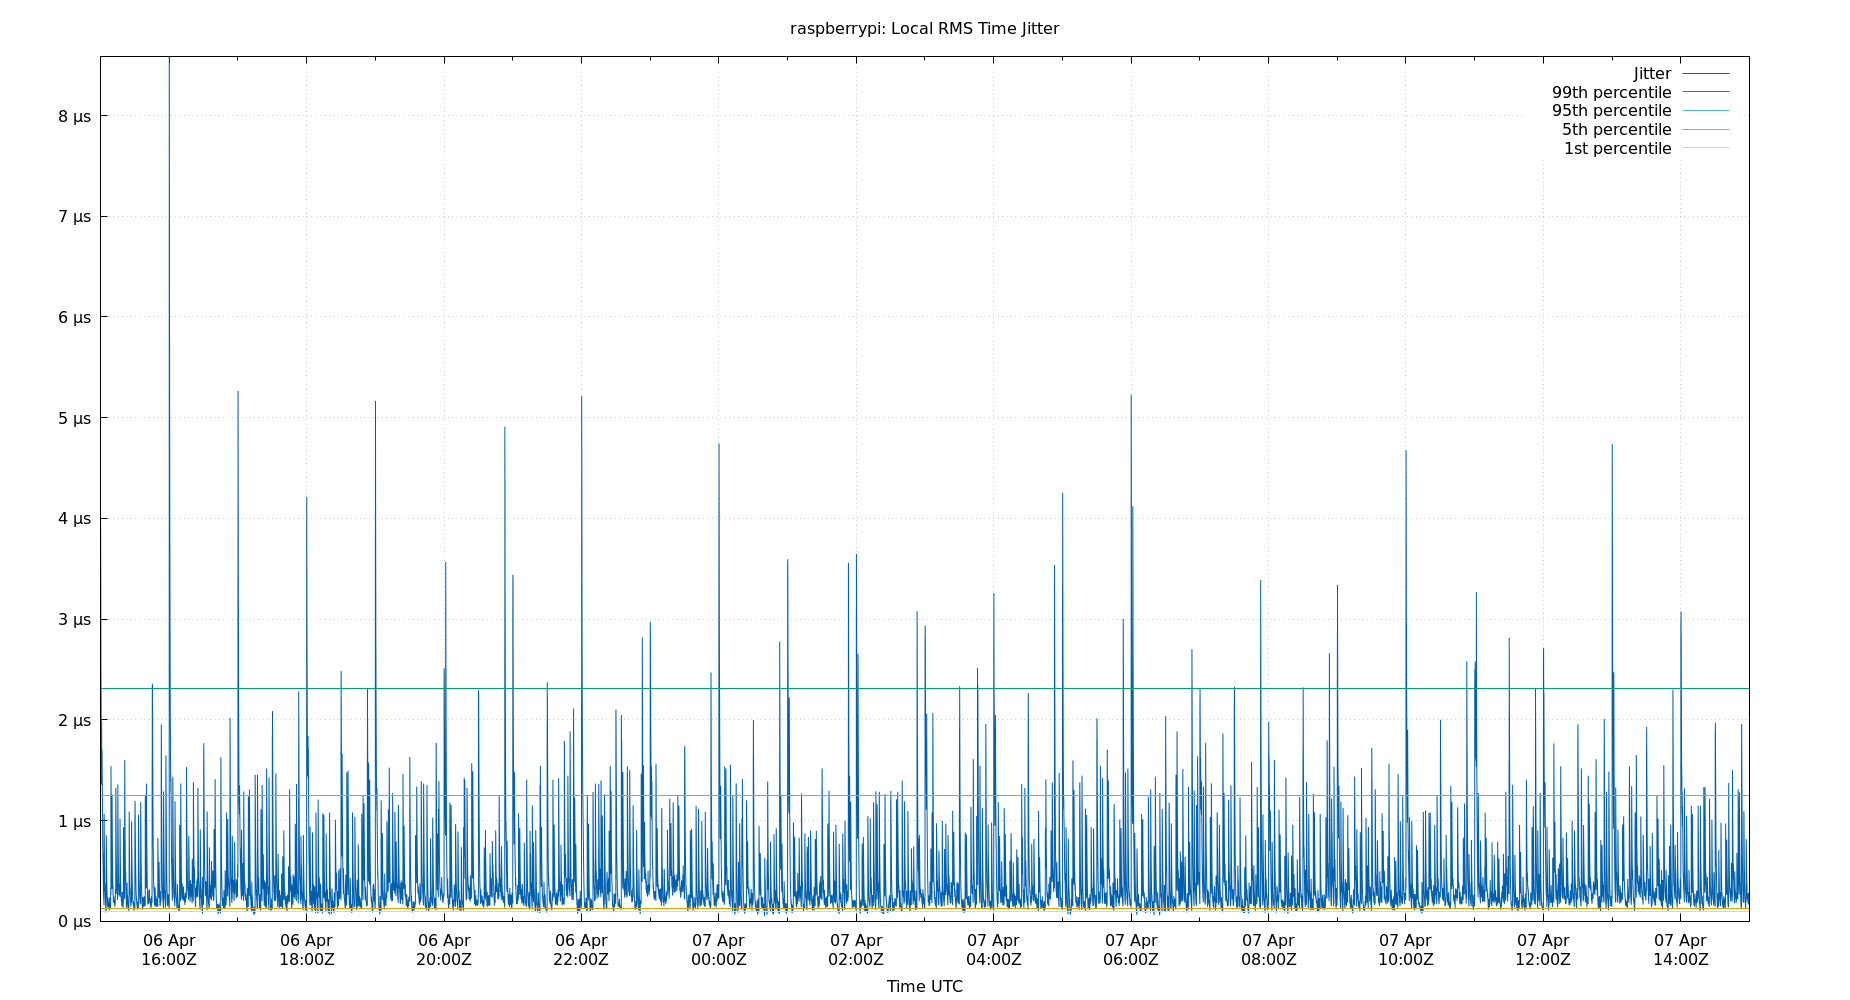 raspberrypi: Local RMS Time Jitter
Jitter
99th percentile
95th percentile
5th percentile
1st percentile
8 µs
7 µs
6 µs
5 µs
4 µs
3 µs
2 µs
1 µs
0 µs
06 Apr 06 Apr 06 Apr 06 Apr 07 Apr 07 Apr 07 Apr 07 Apr 07 Apr 07 Apr 07 Apr 07 Apr
16:00Z 18:00Z 20:00Z 22:00Z 00:00Z 02:00Z 04:00Z 06:00Z 08:00Z 10:00Z 12:00Z 14:00Z
Time UTC